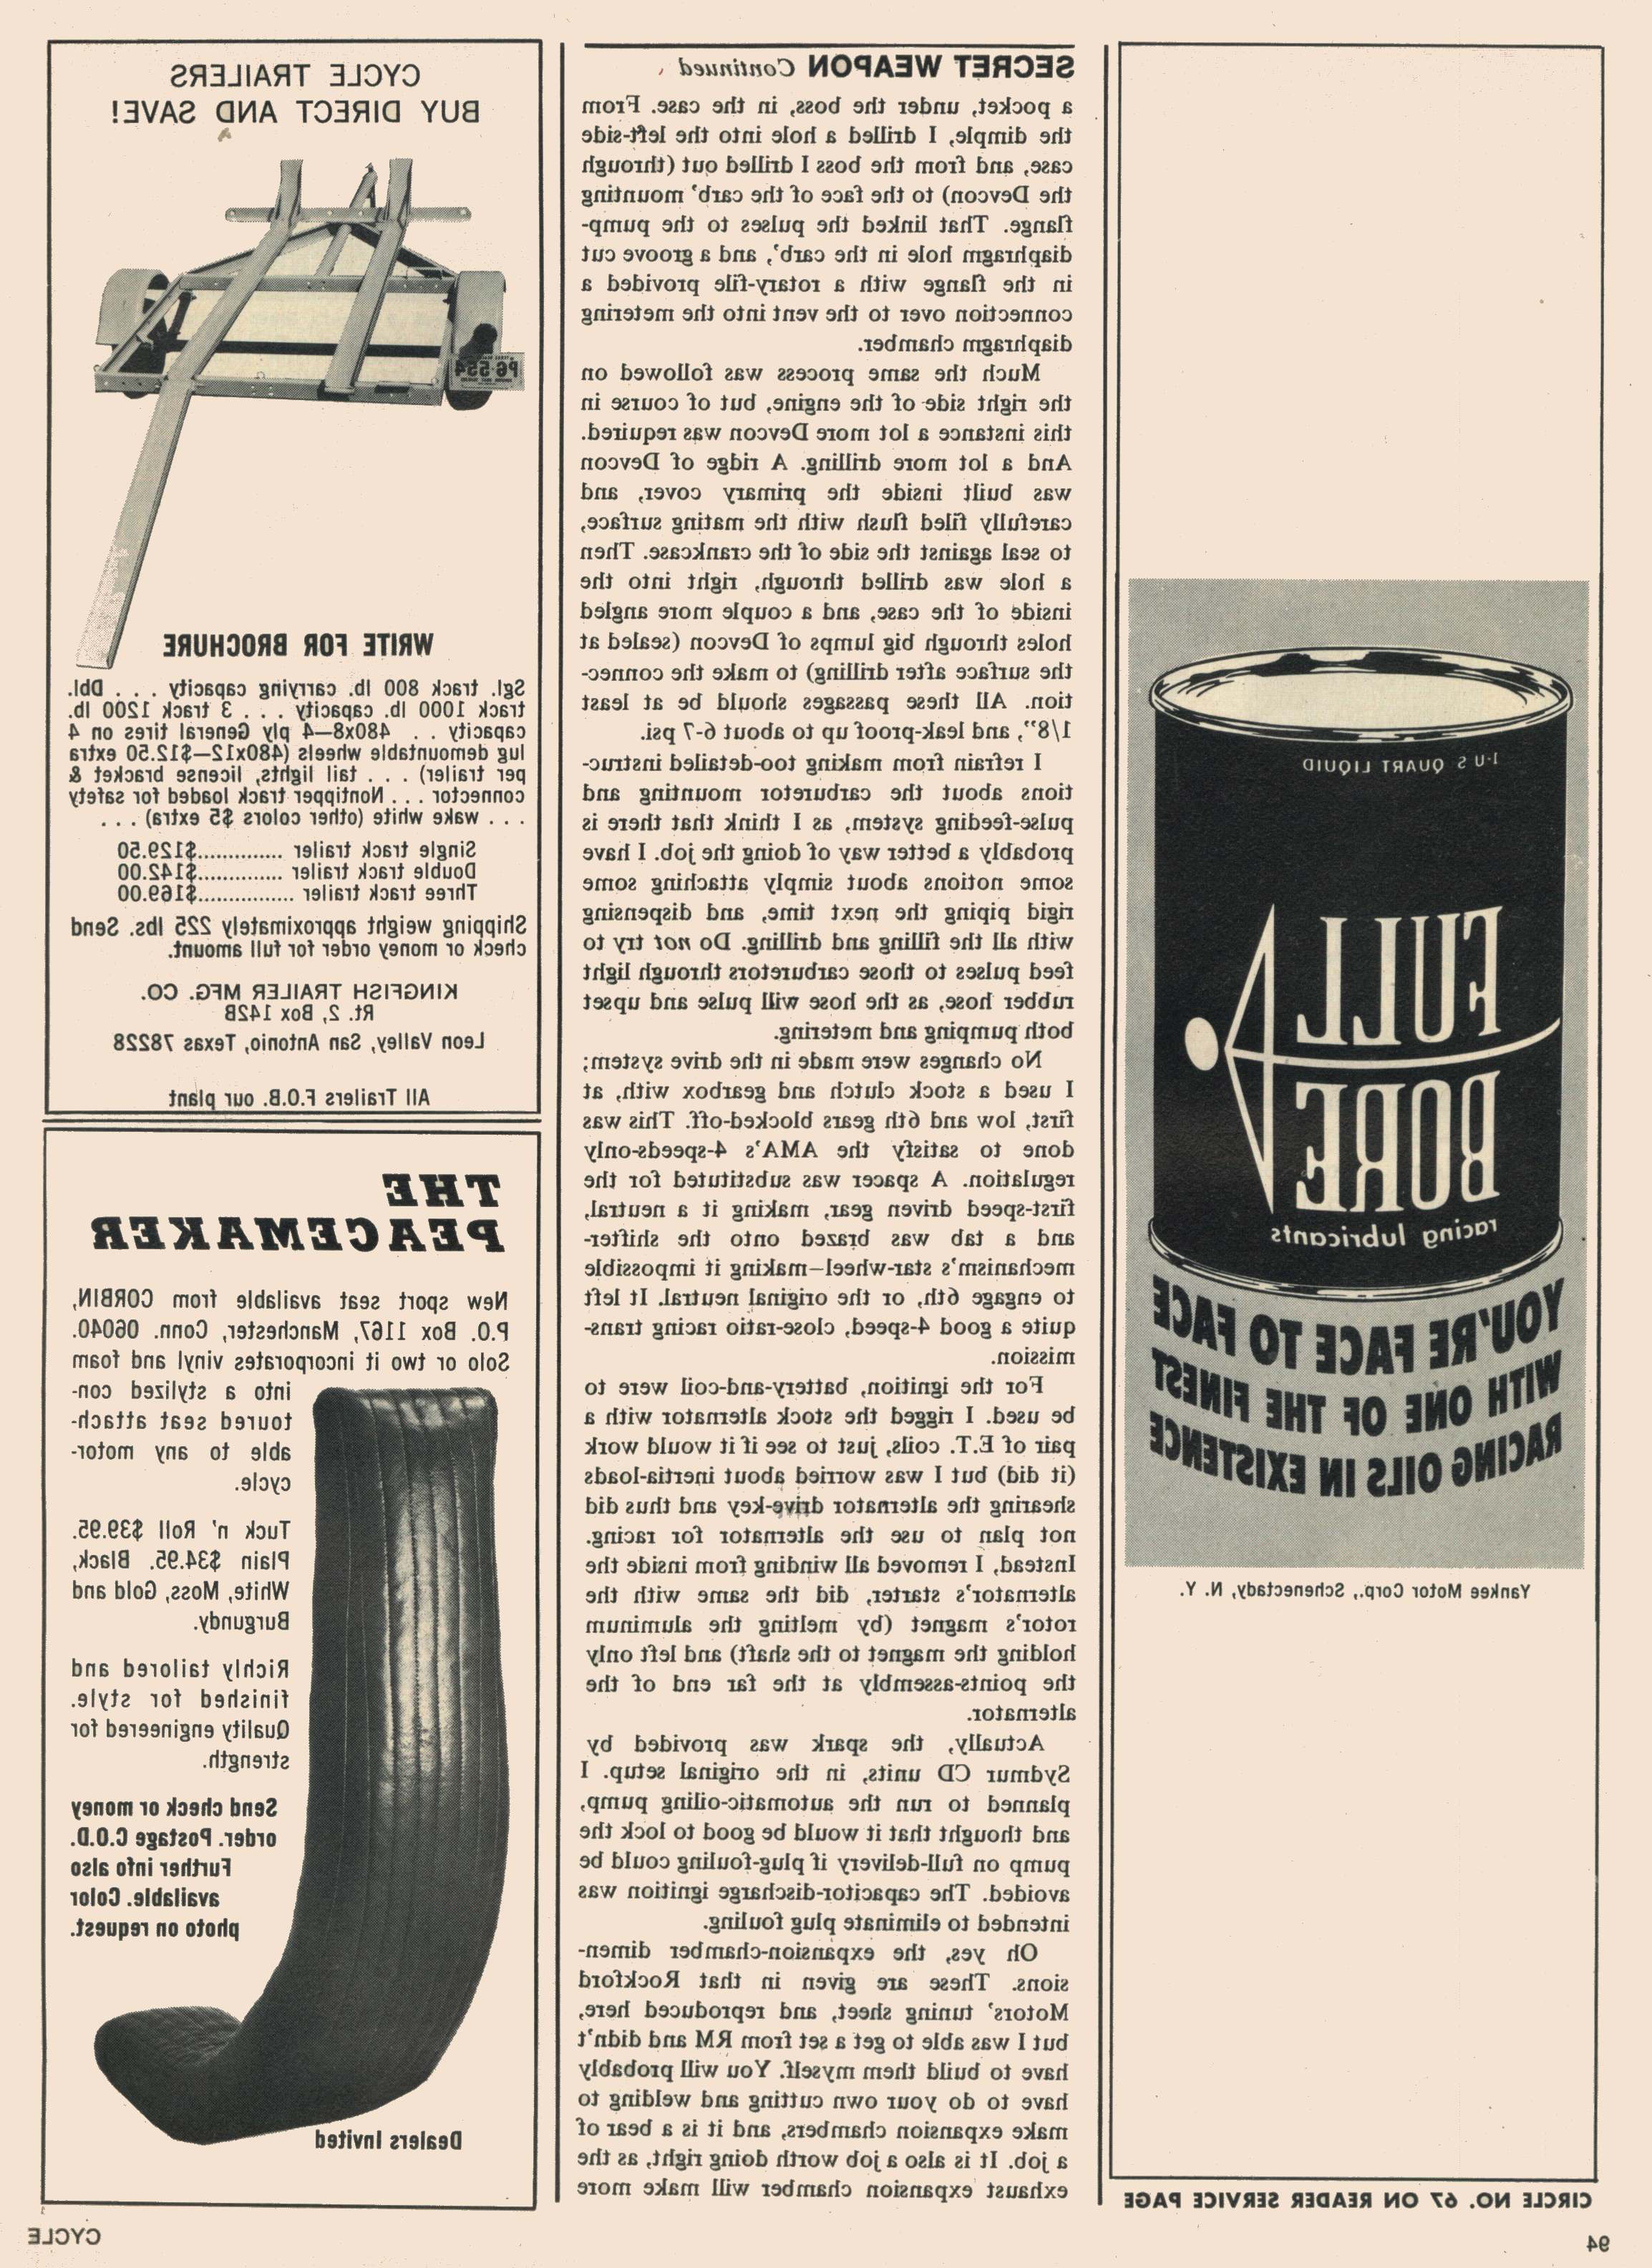 1-U S QUART LIQUID
FULL
BORE
racing lubricants
YOU'RE FACE TO FACE
WITH ONE OF THE FINEST
RACING OILS IN EXISTENCE
Yankee Motor Corp., Schenectady, N. Y.
CIRCLE NO. 67 ON READER SERVICE PAGE
94
SECRET WEAPON Continued
a pocket, under the boss, in the case. From
the dimple, I drilled a hole into the left-side
case, and from the boss I drilled out (through
the Devcon) to the face of the carb' mounting
flange. That linked the pulses to the pump-
diaphragm hole in the carb', and a groove cut
in the flange with a rotary-file provided a
connection over to the vent into the metering
diaphragm chamber.
Much the same process was followed on
the right side of the engine, but of course in
this instance a lot more Devcon was required.
And a lot more drilling. A ridge of Devcon
was built inside the primary cover, and
carefully filed flush with the mating surface,
to seal against the side of the crankcase. Then
a hole was drilled through, right into the
inside of the case, and a couple more angled
holes through big lumps of Devcon (sealed at
the surface after drilling) to make the connec-
tion. All these passages should be at least
1/8", and leak-proof up to about 6-7 psi.
I refrain from making too-detailed instruc-
tions about the carburetor mounting and
pulse-feeding system, as I think that there is
probably a better way of doing the job. I have
some notions about simply attaching some
rigid piping the next time, and dispensing
with all the filling and drilling. Do not try to
feed pulses to those carburetors through light
rubber hose, as the hose will pulse and upset
both pumping and metering.
No changes were made in the drive system;
I used a stock clutch and gearbox with, at
first, low and 6th gears blocked-off. This was
done to satisfy the AMA's 4-speeds-only
regulation. A spacer was substituted for the
first-speed driven gear, making it a neutral,
and a tab was brazed onto the shifter-
mechanism's star-wheel—making it impossible
to engage 6th, or the original neutral. It left
quite a good 4-speed, close-ratio racing trans-
mission.
For the ignition, battery-and-coil were to
be used. I rigged the stock alternator with a
pair of E.T. coils, just to see if it would work
(it did) but I was worried about inertia-loads
shearing the alternator drive-key and thus did
not plan to use the alternator for racing.
Instead, I removed all winding from inside the
alternator's starter, did the same with the
rotor's magnet (by melting the aluminum
holding the magent to the shaft) and left only
the points-assembly at the far end of the
alternator.
Actually, the spark was provided by
Sydmur CD units, in the original setup. I
planned to run the automatic-oiling pump,
and thought that it would be good to lock the
pump on full-delivery if plug-fouling could be
avoided. The capacitor-discharge ignition was
intended to eliminate plug fouling.
Oh yes, the expansion-chamber dimen-
sions. These are given in that Rockford
Motors' tuning sheet, and reproduced here,
but I was able to get a set from RM and didn't
have to build them myself. You will probably
have to do your own cutting and welding to
make expansion chambers, and it is a bear of
a job. It is also a job worth doing right, as the
exhaust expansion chamber will make more
CYCLE TRAILERS
BUY DIRECT AND SAVE!
P6·554
WRITE FOR BROCHURE
Sgl. track 800 lb. carrying capacity . . . Dbl.
track 1000 lb. capacity . . . 3 track 1200 lb.
capacity . . 480x8—4 ply General tires on 4
lug demountable wheels (480x12—$12.50 extra
per trailer) . . . tail lights, license bracket &
connector . . . Nontipper track loaded for safety
. . . wake white (other colors $5 extra) . . .
Single track trailer .............$129.50
Double track trailer .............$142.00
Three track trailer ...............$169.00
Shipping weight approximately 225 lbs. Send
check or money order for full amount.
KINGFISH TRAILER MFG. CO.
Rt. 2, Box 142B
Leon Valley, San Antonio, Texas 78228
All Trailers F.O.B. our plant
THE
PEACEMAKER
New sport seat available from CORBIN,
P.O. Box 1167, Manchester, Conn. 06040.
Solo or two it incorporates vinyl and foam
into a stylized con-
toured seat attach-
able to any motor-
cycle.
Tuck n' Roll $39.95.
Plain $34.95. Black,
White, Moss, Gold and
Burgundy.
Richly tailored and
finished for style.
Quality engineered for
strength.
Send check or money
order. Postage C.O.D.
Further info also
available. Color
photo on request.
Dealers Invited
CYCLE